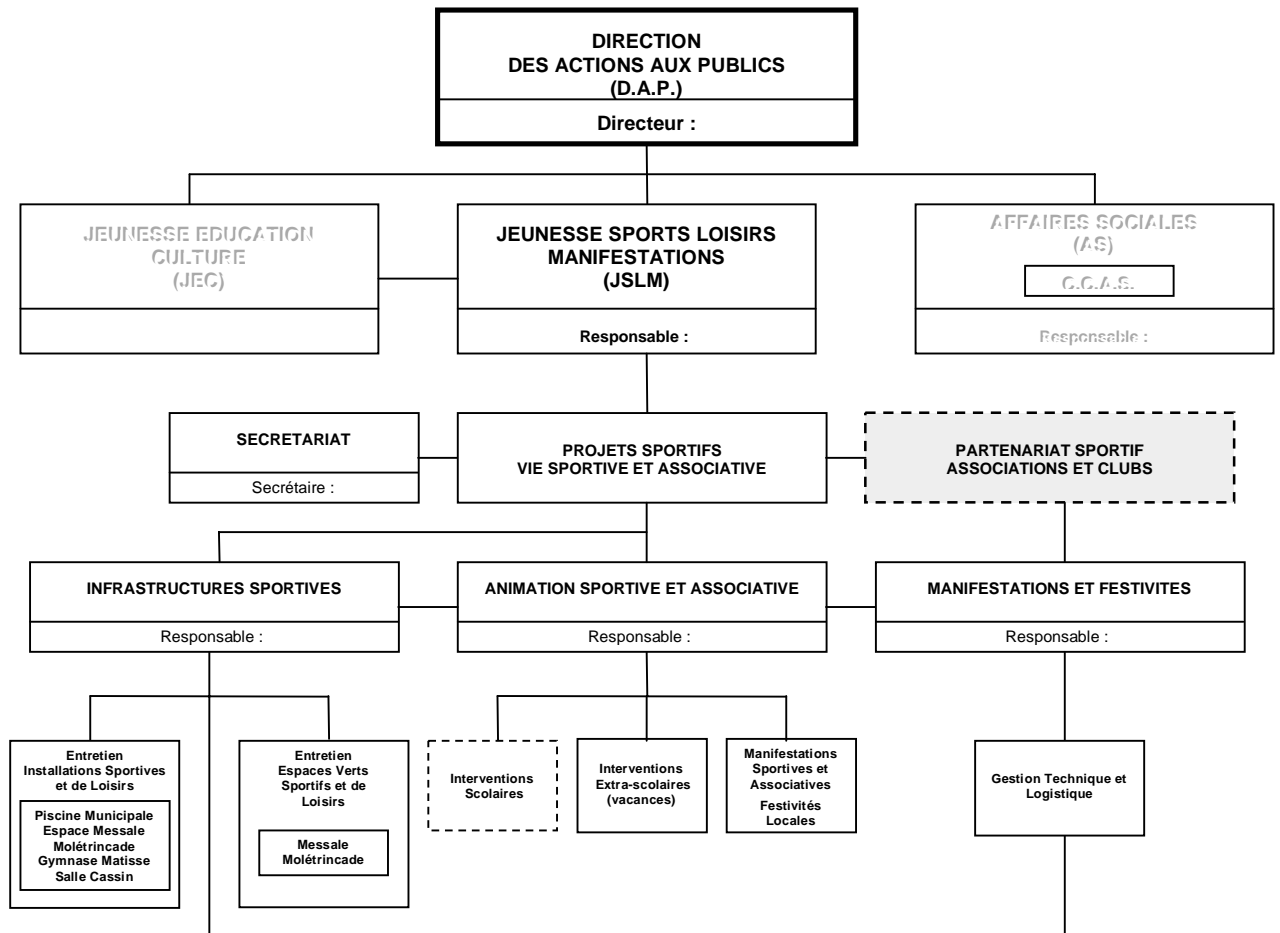 DIRECTION
DES ACTIONS AUX PUBLICS
(D.A.P.)
Directeur :
JEUNESSE EDUCATION
CULTURE
(JEC)
JEUNESSE SPORTS LOISIRS
MANIFESTATIONS
(JSLM)
Responsable :
AFFAIRES SOCIALES
(AS)
C.C.A.S.
Responsable :
SECRETARIAT
Secrétaire :
PROJETS SPORTIFS
VIE SPORTIVE ET ASSOCIATIVE
PARTENARIAT SPORTIF
ASSOCIATIONS ET CLUBS
INFRASTRUCTURES SPORTIVES
Responsable :
ANIMATION SPORTIVE ET ASSOCIATIVE
Responsable :
MANIFESTATIONS ET FESTIVITES
Responsable :
Entretien
Installations Sportives
et de Loisirs
Piscine Municipale
Espace Messale
Molétrincade
Gymnase Matisse
Salle Cassin
Entretien
Espaces Verts
Sportifs et de
Loisirs
Messale
Molétrincade
Interventions
Scolaires
Interventions
Extra-scolaires
(vacances)
Manifestations
Sportives et
Associatives
Festivités
Locales
Gestion Technique et
Logistique